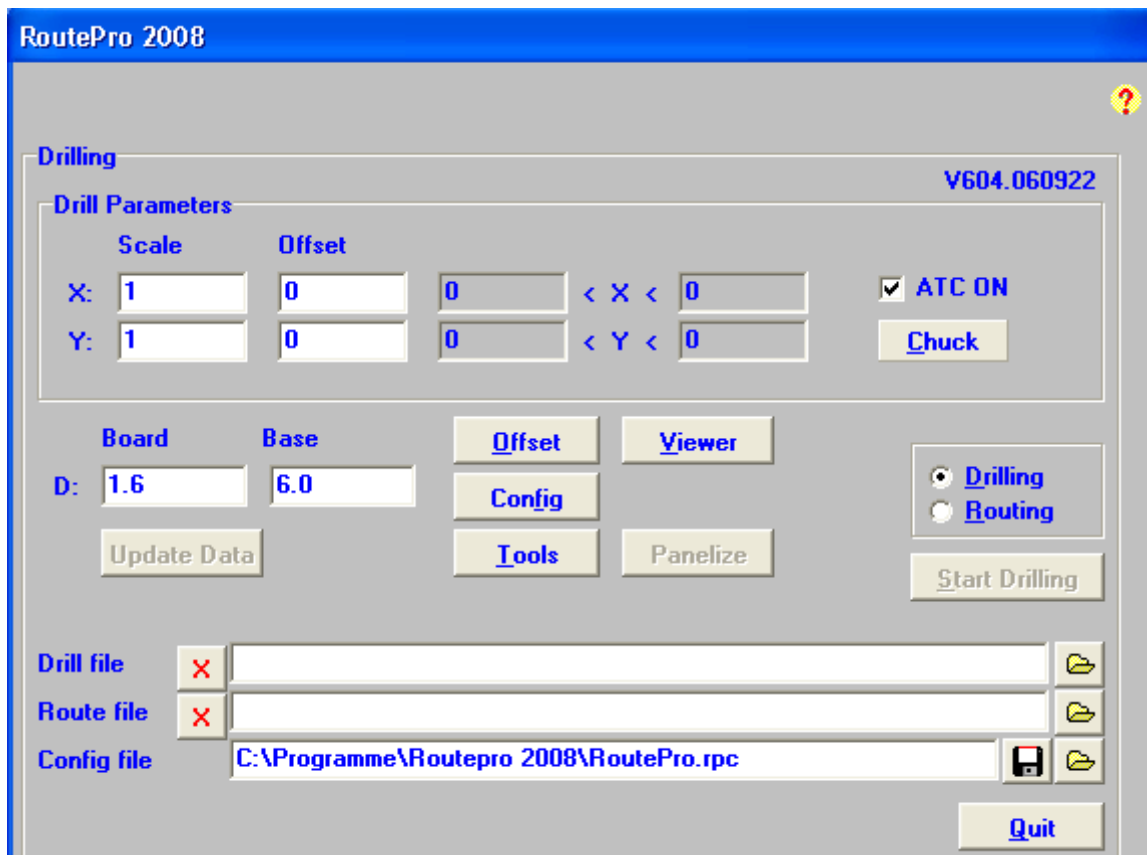 RoutePro 2008
?
Drilling
V604.060922
Drill Parameters
Scale Offset
X: 1 0 0 < X < 0 ATC ON
Y: 1 0 0 < Y < 0 Chuck
Board Base Offset Viewer
D: 1.6 6.0 Config Drilling
Routing
Update Data Tools Panelize Start Drilling
Drill file X
Route file X
Config file C:\Programme\Routepro 2008\RoutePro.rpc
Quit